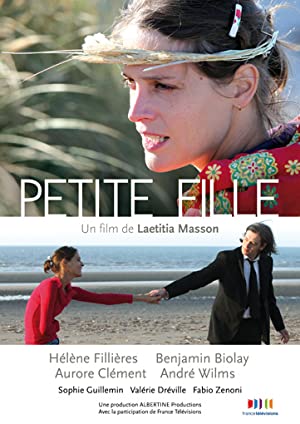 PETITE FILLE
Un film de Laetitia Masson
Hélène Fillières Benjamin Biolay
Aurore Clément André Wilms
Sophie Guillemin Valérie Dréville Fabio Zenoni
Une production ALBERTINE Productions
Avec la participation de France Télévisions
francetélévisions